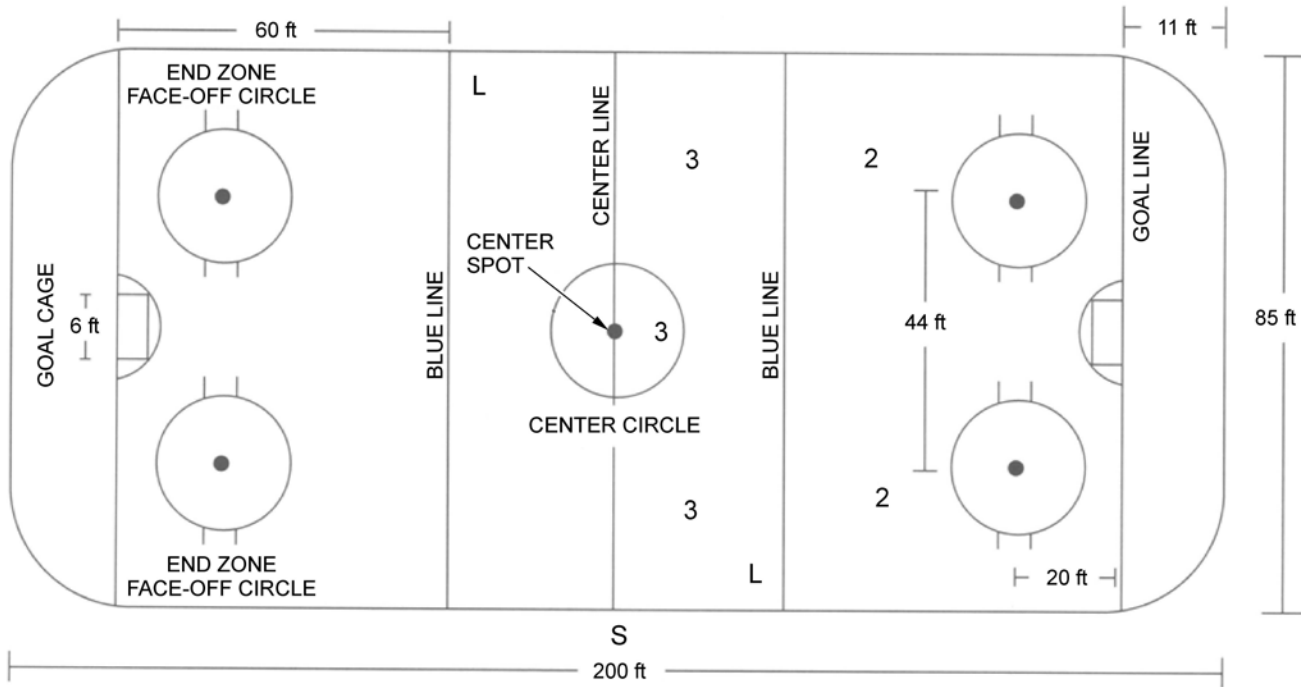 60 ft
11 ft
END ZONE
FACE-OFF CIRCLE
L
CENTER LINE
3
2
GOAL LINE
CENTER
SPOT
GOAL CAGE
6 ft
BLUE LINE
3
BLUE LINE
44 ft
85 ft
CENTER CIRCLE
3
2
END ZONE
FACE-OFF CIRCLE
L
20 ft
S
200 ft